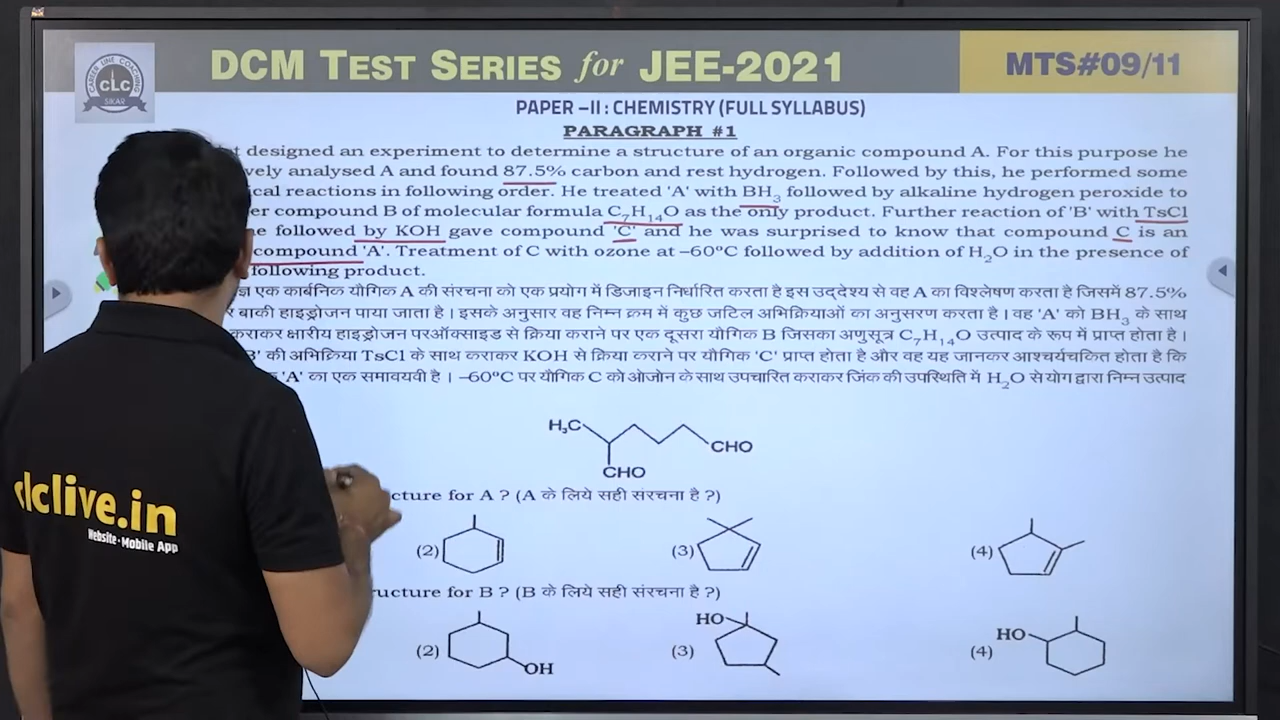 DCM TEST SERIES for JEE-2021
MTS#09/11
CAREER LINE COACHING
CLC
SIKAR
PAPER –II : CHEMISTRY (FULL SYLLABUS)
PARAGRAPH #1
designed an experiment to determine a structure of an organic compound A. For this purpose he
analysed A and found 87.5% carbon and rest hydrogen. Followed by this, he performed some
reactions in following order. He treated 'A' with BH3 followed by alkaline hydrogen peroxide to
compound B of molecular formula C7H14O as the only product. Further reaction of 'B' with TsCl
followed by KOH gave compound 'C' and he was surprised to know that compound C is an
compound 'A'. Treatment of C with ozone at –60°C followed by addition of H2O in the presence of
following product.
एक कार्बनिक यौगिक A की संरचना को एक प्रयोग में डिजाइन निर्धारित करता है इस उद्देश्य से वह A का विश्लेषण करता है जिसमें 87.5%
बाकी हाइड्रोजन पाया जाता है। इसके अनुसार वह निम्न क्रम में कुछ जटिल अभिक्रियाओं का अनुसरण करता है। वह 'A' को BH3 के साथ
कराकर क्षारीय हाइड्रोजन परऑक्साइड से क्रिया कराने पर एक दूसरा यौगिक B जिसका अणुसूत्र C7H14O उत्पाद के रूप में प्राप्त होता है।
की अभिक्रिया TsCl के साथ कराकर KOH से क्रिया कराने पर यौगिक 'C' प्राप्त होता है और वह यह जानकर आश्चर्यचकित होता है कि
'A' का एक समावयवी है। –60°C पर यौगिक C को ओजोन के साथ उपचारित कराकर जिंक की उपस्थिति में H2O से योग द्वारा निम्न उत्पाद
H3C
CHO
CHO
structure for A ? (A के लिये सही संरचना है ?)
(2) (3) (4)
structure for B ? (B के लिये सही संरचना है ?)
(2) OH (3) HO (4) HO
clclive.in
Website • Mobile App